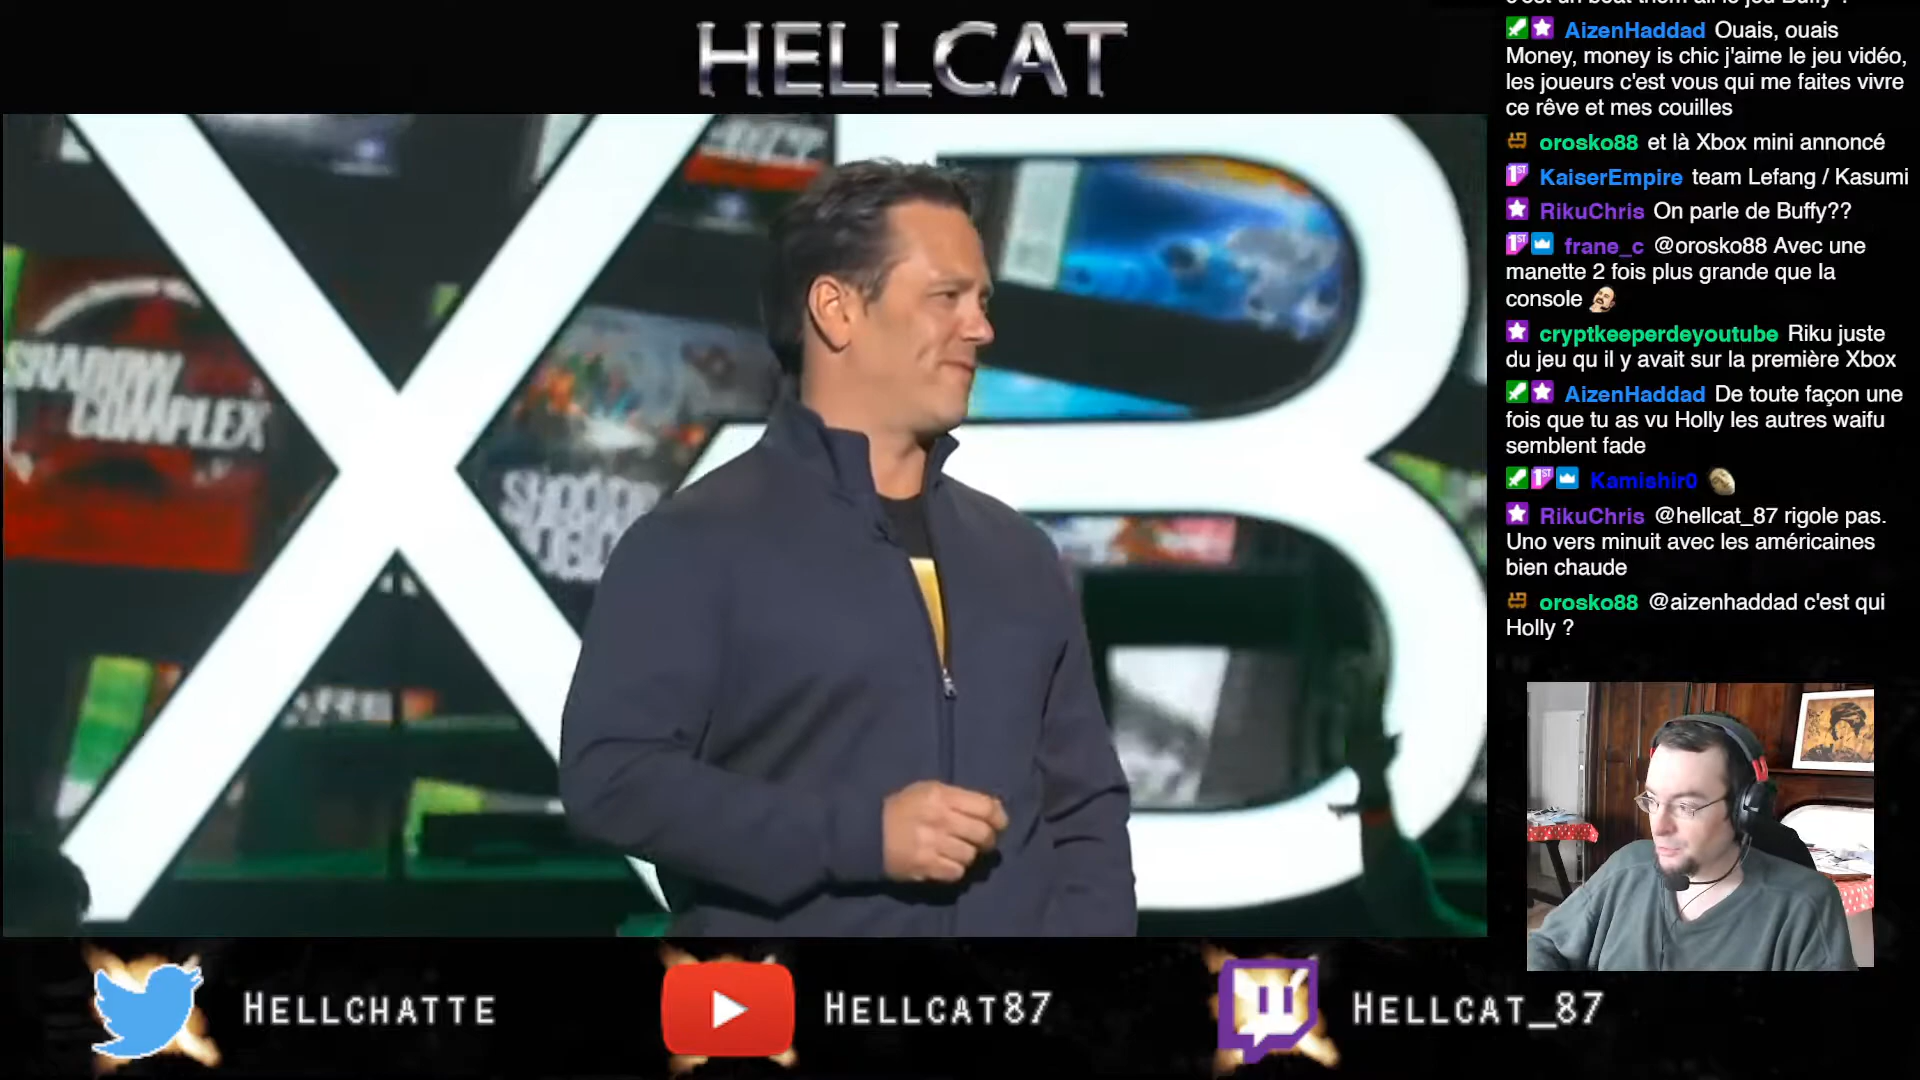 HELLCAT
SHADOW
COMPLEX
AizenHaddad Ouais, ouais
Money, money is chic j'aime le jeu vidéo,
les joueurs c'est vous qui me faites vivre
ce rêve et mes couilles
orosko88 et là Xbox mini annoncé
1ST KaiserEmpire team Lefang / Kasumi
RikuChris On parle de Buffy??
1ST frane_c @orosko88 Avec une
manette 2 fois plus grande que la
console
cryptkeeperdeyoutube Riku juste
du jeu qu il y avait sur la première Xbox
AizenHaddad De toute façon une
fois que tu as vu Holly les autres waifu
semblent fade
1ST Kamishir0
RikuChris @hellcat_87 rigole pas.
Uno vers minuit avec les américaines
bien chaude
orosko88 @aizenhaddad c'est qui
Holly ?
HELLCHATTE
HELLCAT87
HELLCAT_87